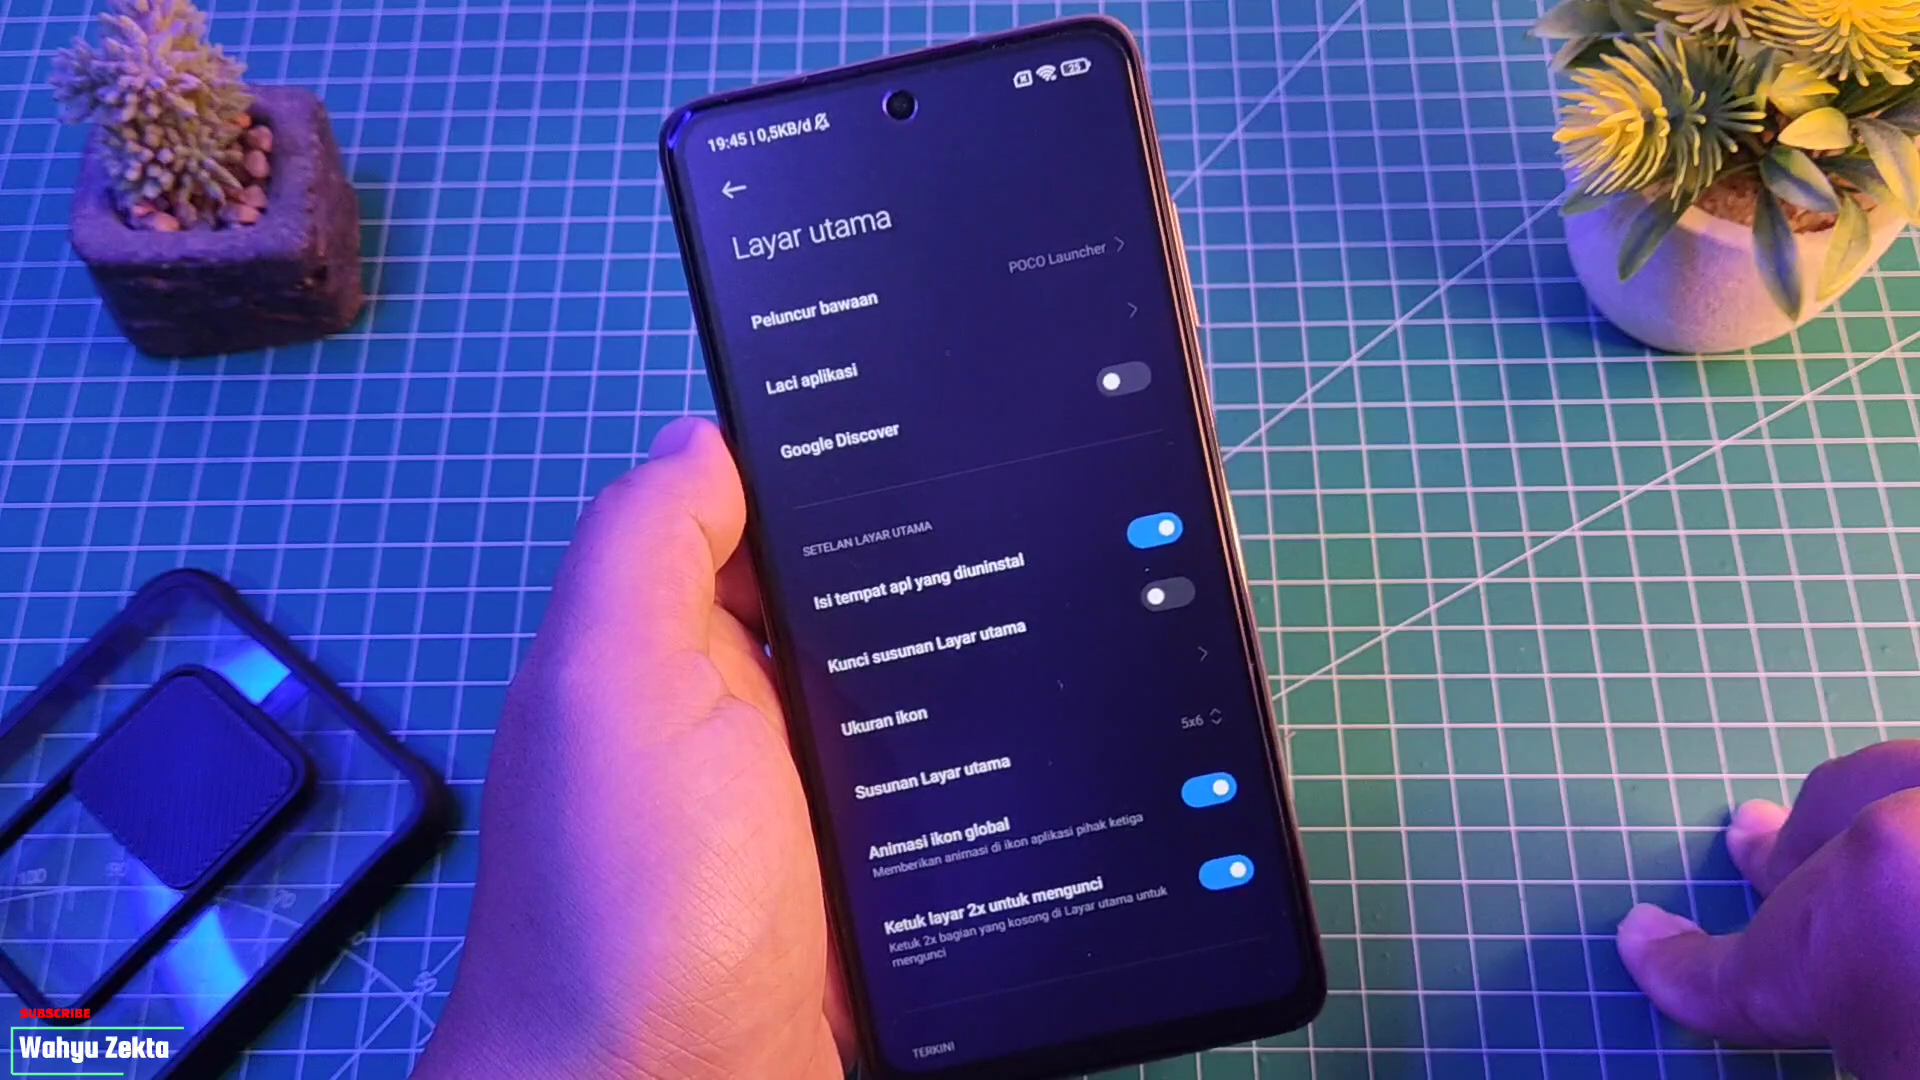 19:45 | 0,5KB/d
25
Layar utama
Peluncur bawaan
POCO Launcher
Laci aplikasi
Google Discover
SETELAN LAYAR UTAMA
Isi tempat apl yang diuninstal
Kunci susunan Layar utama
Ukuran ikon
Susunan Layar utama
5x6
Animasi ikon global
Memberikan animasi di ikon aplikasi pihak ketiga
Ketuk layar 2x untuk mengunci
Ketuk 2x bagian yang kosong di Layar utama untuk
mengunci
TERKINI
SUBSCRIBE
Wahyu Zekta